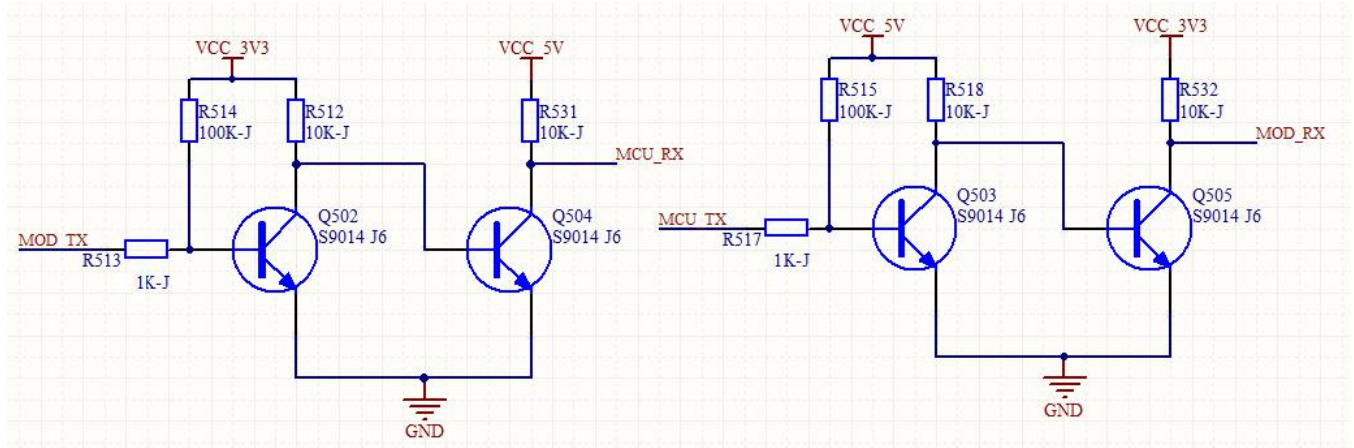 VCC_3V3
VCC_5V
R514
100K-J
R512
10K-J
R531
10K-J
MCU_RX
Q502
S9014 J6
Q504
S9014 J6
MOD_TX
R513
1K-J
GND
VCC_5V
VCC_3V3
R515
100K-J
R518
10K-J
R532
10K-J
MOD_RX
Q503
S9014 J6
Q505
S9014 J6
MCU_TX
R517
1K-J
GND